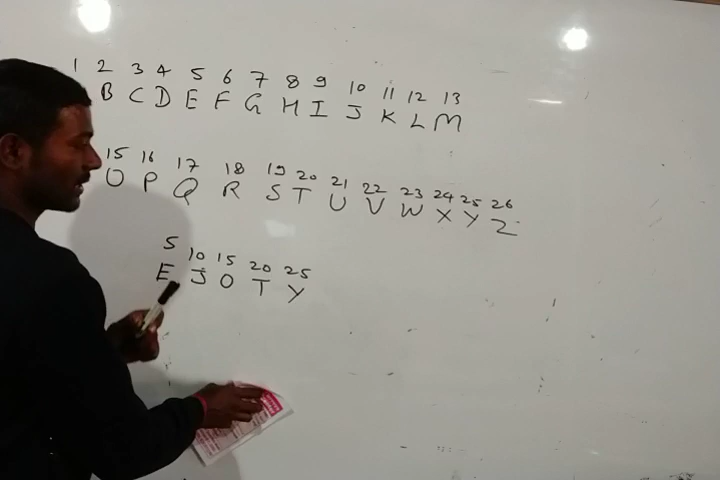 1 2 3 4 5 6 7 8 9 10 11 12 13
B C D E F G H I J K L M
15 16 17 18 19 20 21 22 23 24 25 26
O P Q R S T U V W X Y Z
5 10 15 20 25
E J O T Y